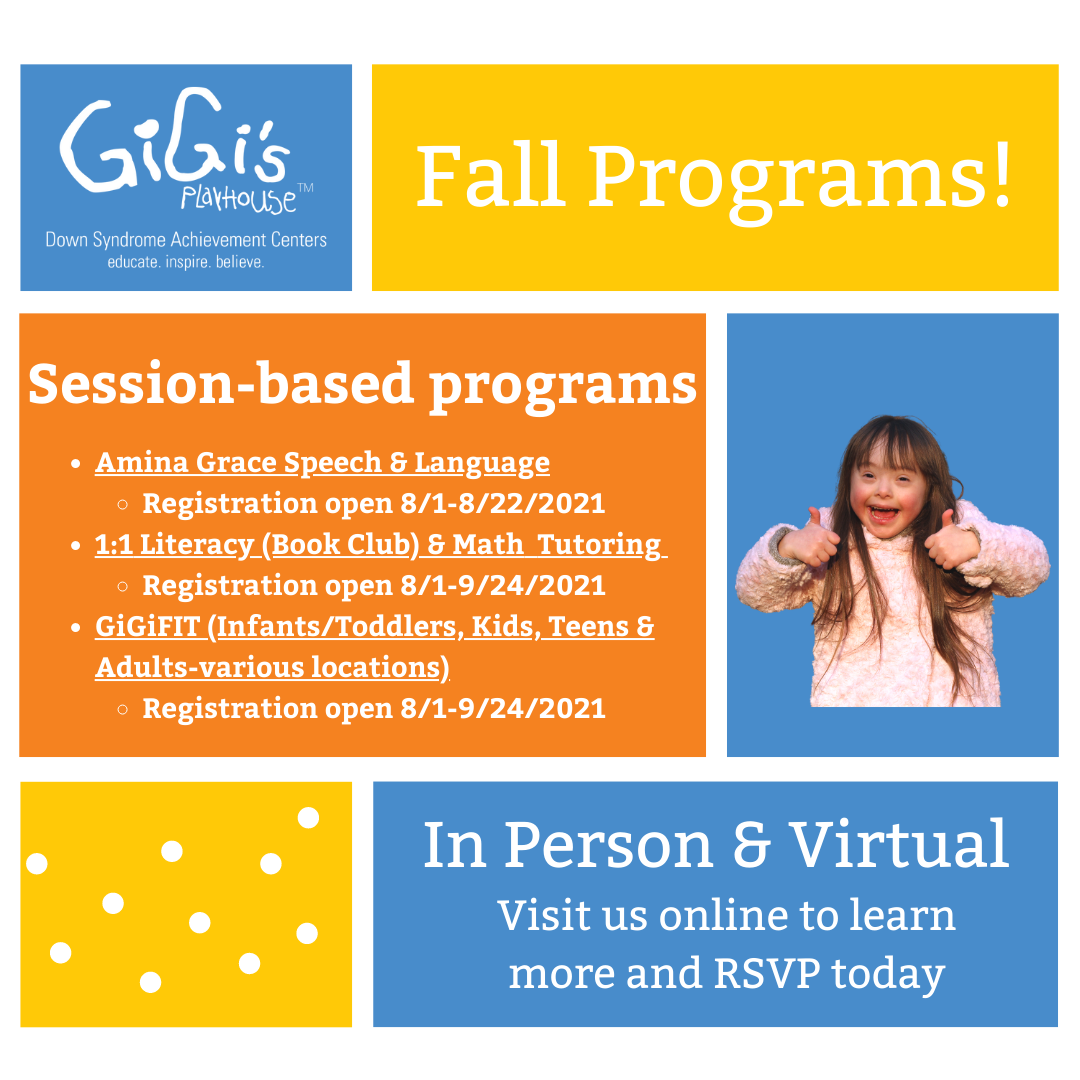 GiGi's
PLAYHOUSE™
Down Syndrome Achievement Centers
educate. inspire. believe.
Fall Programs!
Session-based programs
• Amina Grace Speech & Language
◦ Registration open 8/1-8/22/2021
• 1:1 Literacy (Book Club) & Math Tutoring
◦ Registration open 8/1-9/24/2021
• GiGiFIT (Infants/Toddlers, Kids, Teens &
Adults-various locations)
◦ Registration open 8/1-9/24/2021
In Person & Virtual
Visit us online to learn
more and RSVP today